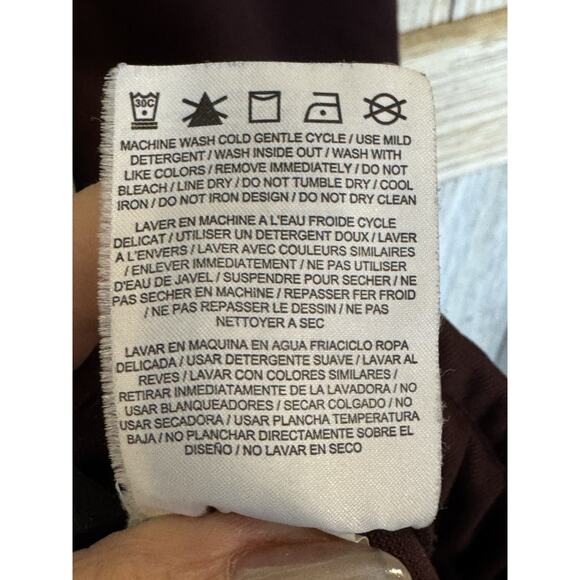 30C
MACHINE WASH COLD GENTLE CYCLE / USE MILD
DETERGENT / WASH INSIDE OUT / WASH WITH
LIKE COLORS / REMOVE IMMEDIATELY / DO NOT
BLEACH / LINE DRY / DO NOT TUMBLE DRY / COOL
IRON / DO NOT IRON DESIGN / DO NOT DRY CLEAN
LAVER EN MACHINE A L'EAU FROIDE CYCLE
DELICAT / UTILISER UN DETERGENT DOUX / LAVER
A L'ENVERS / LAVER AVEC COULEURS SIMILAIRES
/ ENLEVER IMMEDIATEMENT / NE PAS UTILISER
D'EAU DE JAVEL / SUSPENDRE POUR SECHER / NE
PAS SECHER EN MACHiNE / REPASSER FER FROID
/ NE PAS REPASSER LE DESSIN / NE PAS
NETTOYER A SEC
LAVAR EN MAQUINA EN AGUA FRIACICLO ROPA
DELICADA / USAR DETERGENTE SUAVE / LAVAR AL
REVES / LAVAR CON COLORES SIMILARES /
RETIRAR INMEDIATAMENTE DE LA LAVADORA / NO
USAR BLANQUEADORES / SECAR COLGADO / NO
USAR SECADORA / USAR PLANCHA TEMPERATURA
BAJA / NO PLANCHAR DIRECTAMENTE SOBRE EL
DISEÑO / NO LAVAR EN SECO